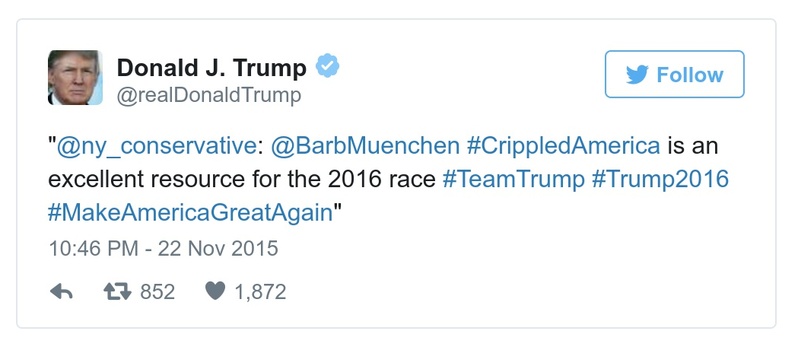 Donald J. Trump
@realDonaldTrump
Follow
"@ny_conservative: @BarbMuenchen #CrippledAmerica is an
excellent resource for the 2016 race #TeamTrump #Trump2016
#MakeAmericaGreatAgain"
10:46 PM - 22 Nov 2015
852 1,872